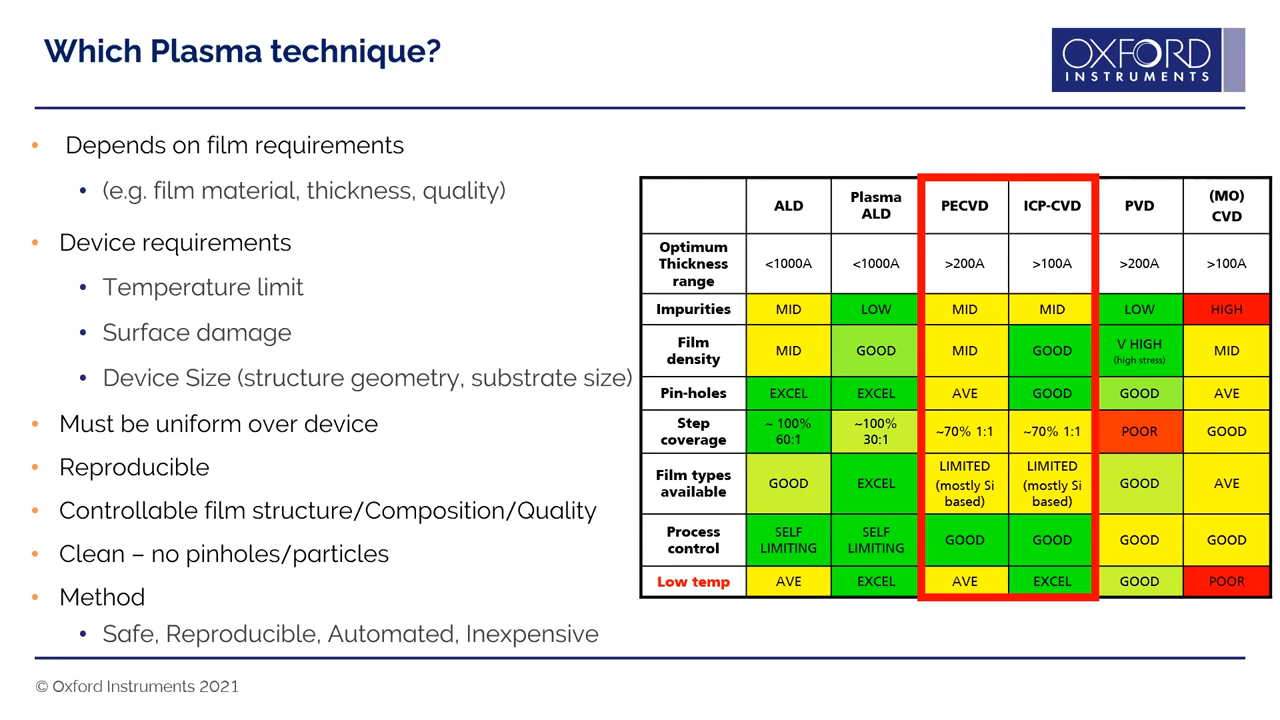 Which Plasma technique?
OXFORD
INSTRUMENTS
• Depends on film requirements
• (e.g. film material, thickness, quality)
• Device requirements
• Temperature limit
• Surface damage
• Device Size (structure geometry, substrate size)
• Must be uniform over device
• Reproducible
• Controllable film structure/Composition/Quality
• Clean – no pinholes/particles
• Method
• Safe, Reproducible, Automated, Inexpensive
ALD Plasma ALD PECVD ICP-CVD PVD (MO) CVD
Optimum Thickness range <1000A <1000A >200A >100A >200A >100A
Impurities MID LOW MID MID LOW HIGH
Film density MID GOOD MID GOOD V HIGH (high stress) MID
Pin-holes EXCEL EXCEL AVE GOOD GOOD AVE
Step coverage ~ 100% 60:1 ~100% 30:1 ~70% 1:1 ~70% 1:1 POOR GOOD
Film types available GOOD EXCEL LIMITED (mostly Si based) LIMITED (mostly Si based) GOOD AVE
Process control SELF LIMITING SELF LIMITING GOOD GOOD GOOD GOOD
Low temp AVE EXCEL AVE EXCEL GOOD POOR
© Oxford Instruments 2021